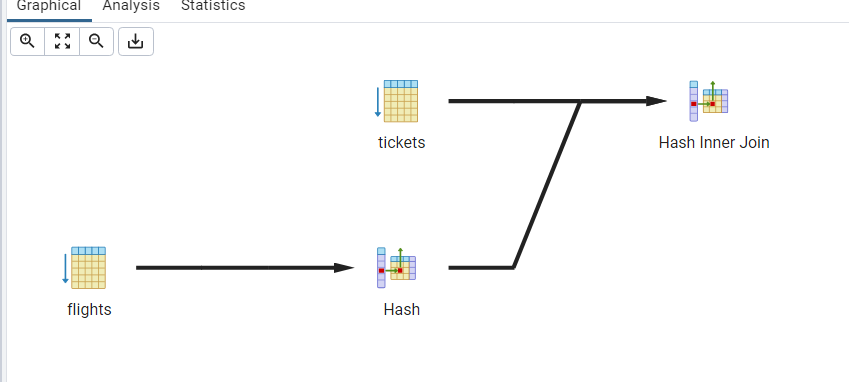 Graphical Analysis Statistics
tickets
Hash Inner Join
flights
Hash